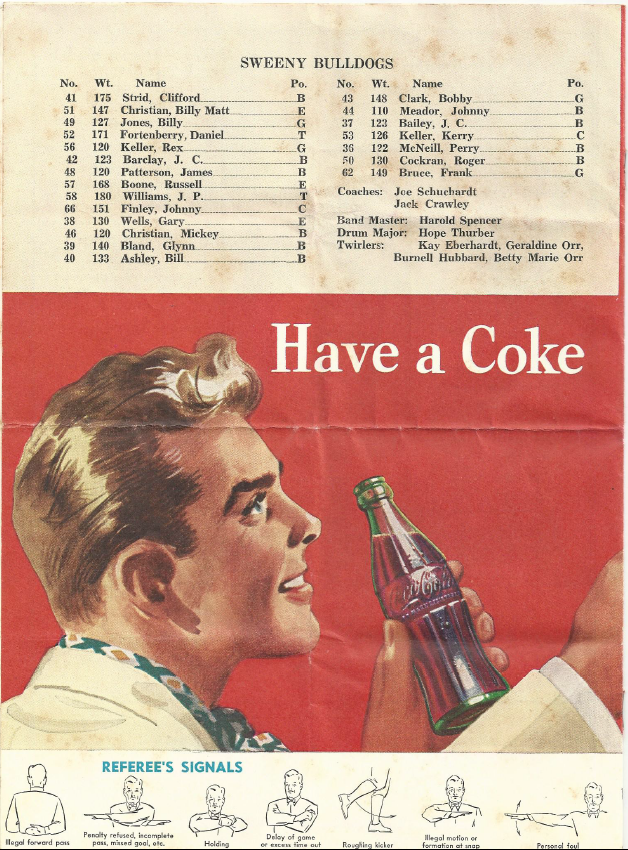 SWEENY BULLDOGS
No. Wt. Name Po.
41 175 Strid, Clifford B
51 147 Christian, Billy Matt E
49 127 Jones, Billy G
52 171 Fortenberry, Daniel T
56 120 Keller, Rex G
42 123 Barclay, J. C. B
48 120 Patterson, James B
57 168 Boone, Russell E
58 180 Williams, J. P. T
66 151 Finley, Johnny C
38 130 Wells, Gary E
46 120 Christian, Mickey B
39 140 Bland, Glynn B
40 133 Ashley, Bill B
No. Wt. Name Po.
43 148 Clark, Bobby G
44 110 Meador, Johnny B
37 123 Bailey, J. C. B
53 126 Keller, Kerry C
36 122 McNeill, Perry B
50 130 Cockran, Roger B
62 149 Bruce, Frank G
Coaches: Joe Schuchardt
Jack Crawley
Band Master: Harold Spencer
Drum Major: Hope Thurber
Twirlers: Kay Eberhardt, Geraldine Orr,
Burnell Hubbard, Betty Marie Orr
Have a Coke
Coca-Cola
REFEREE'S SIGNALS
Illegal forward pass
Penalty refused, incomplete
pass, missed goal, etc.
Holding
Delay of game
or excess time out
Roughing kicker
Illegal motion or
formation at snap
Personal foul